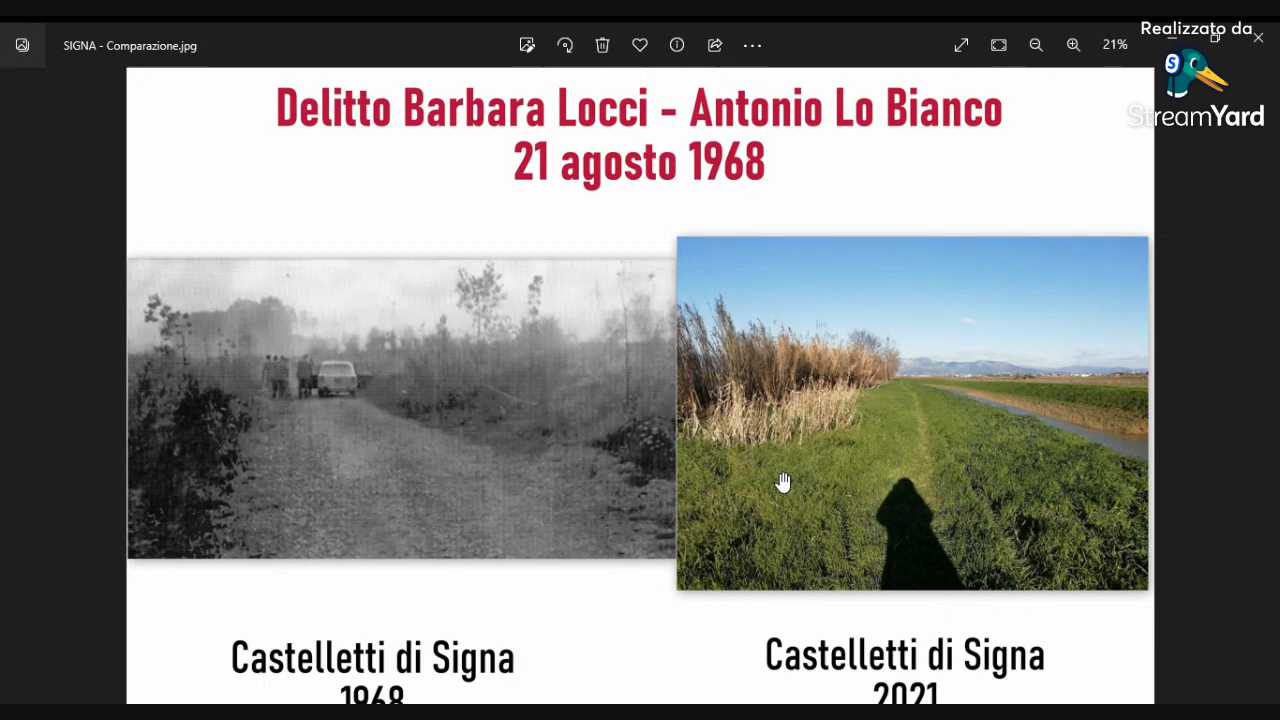 SIGNA - Comparazione.jpg
21%
Realizzato da
S
StreamYard
Delitto Barbara Locci - Antonio Lo Bianco
21 agosto 1968
Castelletti di Signa
1968
Castelletti di Signa
2021